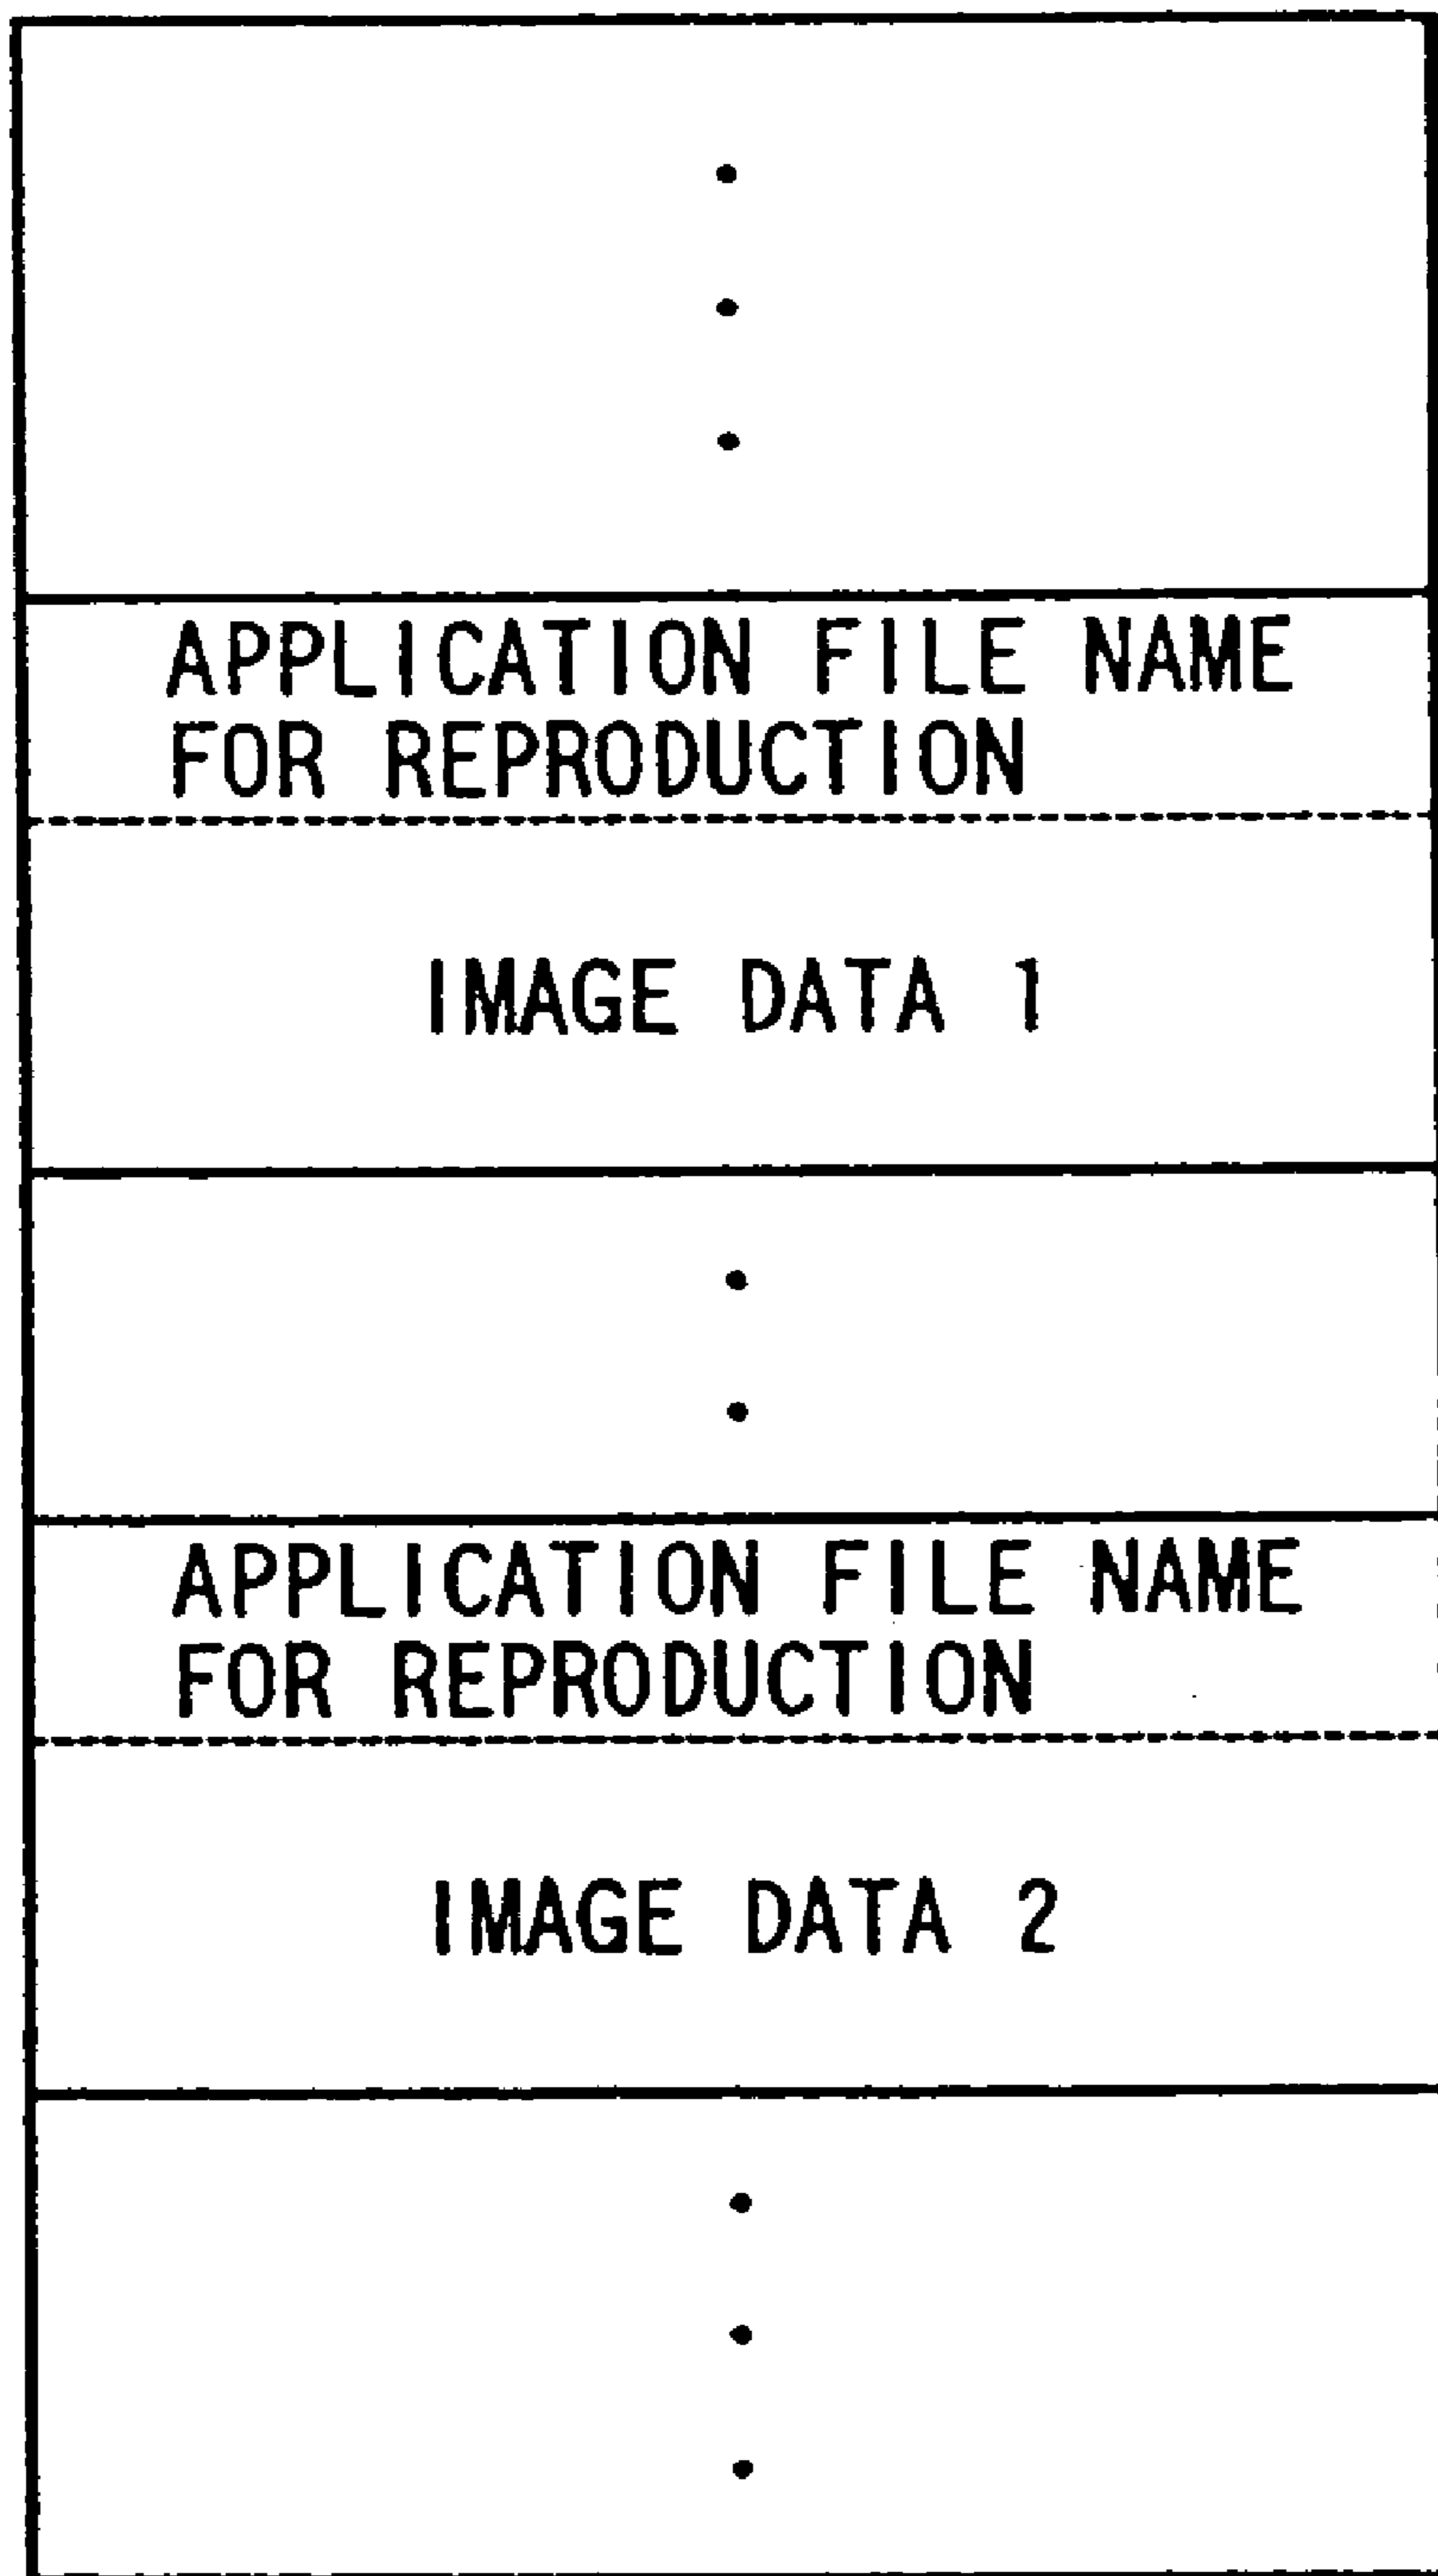 APPLICATION FILE NAME
FOR REPRODUCTION
IMAGE DATA 1
APPLICATION FILE NAME
FOR REPRODUCTION
IMAGE DATA 2